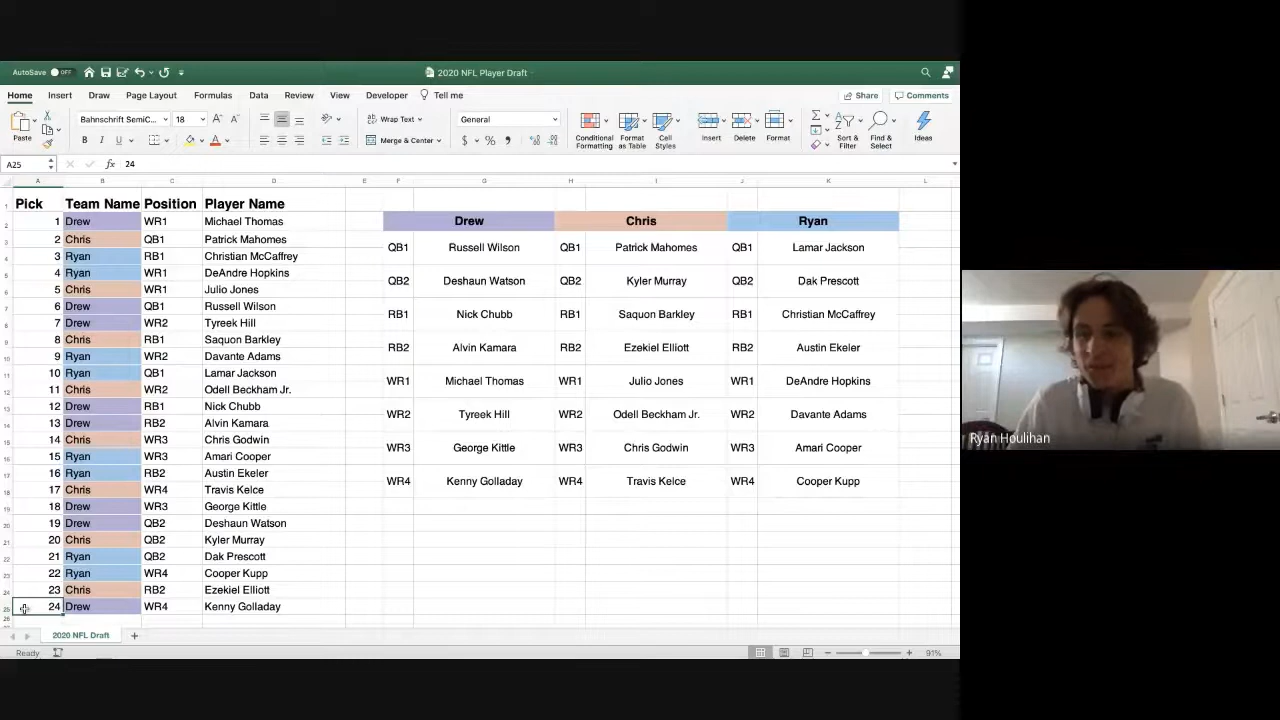 AutoSave OFF 2020 NFL Player Draft
Home Insert Draw Page Layout Formulas Data Review View Developer Tell me Share Comments
Paste Bahnschrift SemiC... 18 A A Wrap Text General Conditional Formatting Format as Table Cell Styles Insert Delete Format Sort & Filter Find & Select Ideas
B I U A Merge & Center $ % ,
A25 fx 24
A B C D E F G H I J K L
Pick Team Name Position Player Name
1 Drew WR1 Michael Thomas
2 Chris QB1 Patrick Mahomes
3 Ryan RB1 Christian McCaffrey
4 Ryan WR1 DeAndre Hopkins
5 Chris WR1 Julio Jones
6 Drew QB1 Russell Wilson
7 Drew WR2 Tyreek Hill
8 Chris RB1 Saquon Barkley
9 Ryan WR2 Davante Adams
10 Ryan QB1 Lamar Jackson
11 Chris WR2 Odell Beckham Jr.
12 Drew RB1 Nick Chubb
13 Drew RB2 Alvin Kamara
14 Chris WR3 Chris Godwin
15 Ryan WR3 Amari Cooper
16 Ryan RB2 Austin Ekeler
17 Chris WR4 Travis Kelce
18 Drew WR3 George Kittle
19 Drew QB2 Deshaun Watson
20 Chris QB2 Kyler Murray
21 Ryan QB2 Dak Prescott
22 Ryan WR4 Cooper Kupp
23 Chris RB2 Ezekiel Elliott
24 Drew WR4 Kenny Golladay
Drew Chris Ryan
QB1 Russell Wilson QB1 Patrick Mahomes QB1 Lamar Jackson
QB2 Deshaun Watson QB2 Kyler Murray QB2 Dak Prescott
RB1 Nick Chubb RB1 Saquon Barkley RB1 Christian McCaffrey
RB2 Alvin Kamara RB2 Ezekiel Elliott RB2 Austin Ekeler
WR1 Michael Thomas WR1 Julio Jones WR1 DeAndre Hopkins
WR2 Tyreek Hill WR2 Odell Beckham Jr. WR2 Davante Adams
WR3 George Kittle WR3 Chris Godwin WR3 Amari Cooper
WR4 Kenny Golladay WR4 Travis Kelce WR4 Cooper Kupp
Ryan Houlihan
2020 NFL Draft +
Ready 91%